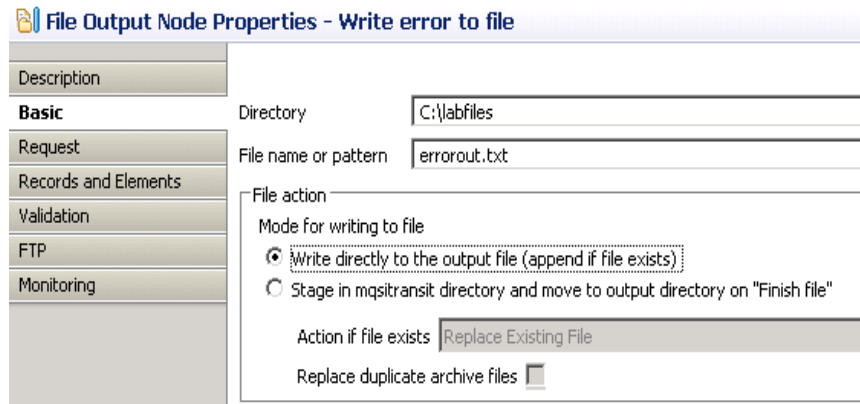 File Output Node Properties - Write error to file
Description
Basic
Request
Records and Elements
Validation
FTP
Monitoring
Directory C:\labfiles
File name or pattern errorout.txt
File action
Mode for writing to file
Write directly to the output file (append if file exists)
Stage in mqsitransit directory and move to output directory on "Finish file"
Action if file exists Replace Existing File
Replace duplicate archive files